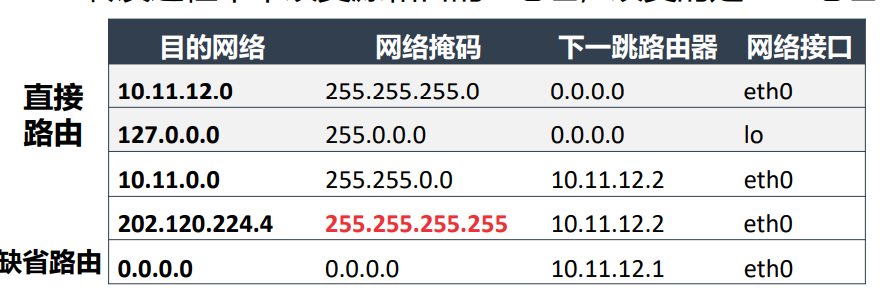 目的网络 网络掩码 下一跳路由器 网络接口
直接
路由
10.11.12.0 255.255.255.0 0.0.0.0 eth0
127.0.0.0 255.0.0.0 0.0.0.0 lo
10.11.0.0 255.255.0.0 10.11.12.2 eth0
202.120.224.4 255.255.255.255 10.11.12.2 eth0
缺省路由 0.0.0.0 0.0.0.0 10.11.12.1 eth0